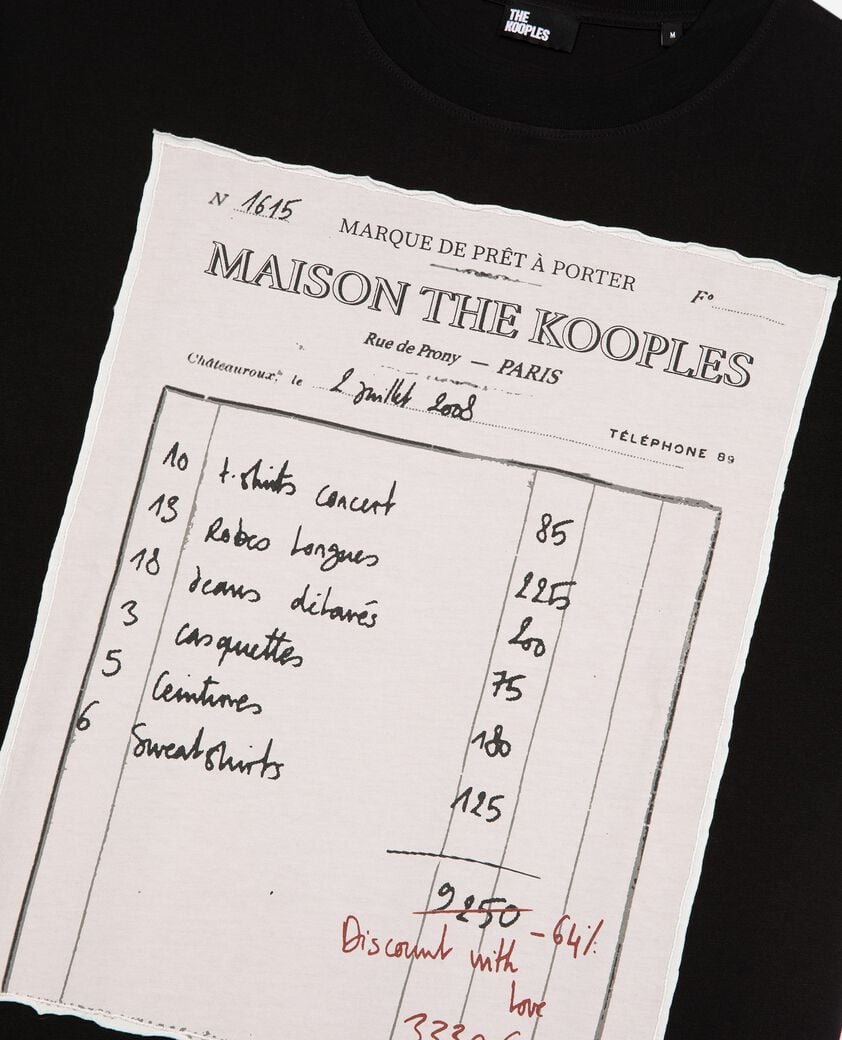 THE
KOOPLES
M
N 1615
MARQUE DE PRÊT À PORTER
F°
MAISON THE KOOPLES
Rue de Prony — PARIS
Châteauroux, le 2 juillet 2008
TÉLÉPHONE 89
10 t.shirts concert 85
13 Robes longues 225
18 Jeans délavés 200
3 casquettes 75
5 Ceintures 180
6 Sweatshirts 125
9250 -64%
Discount with
love